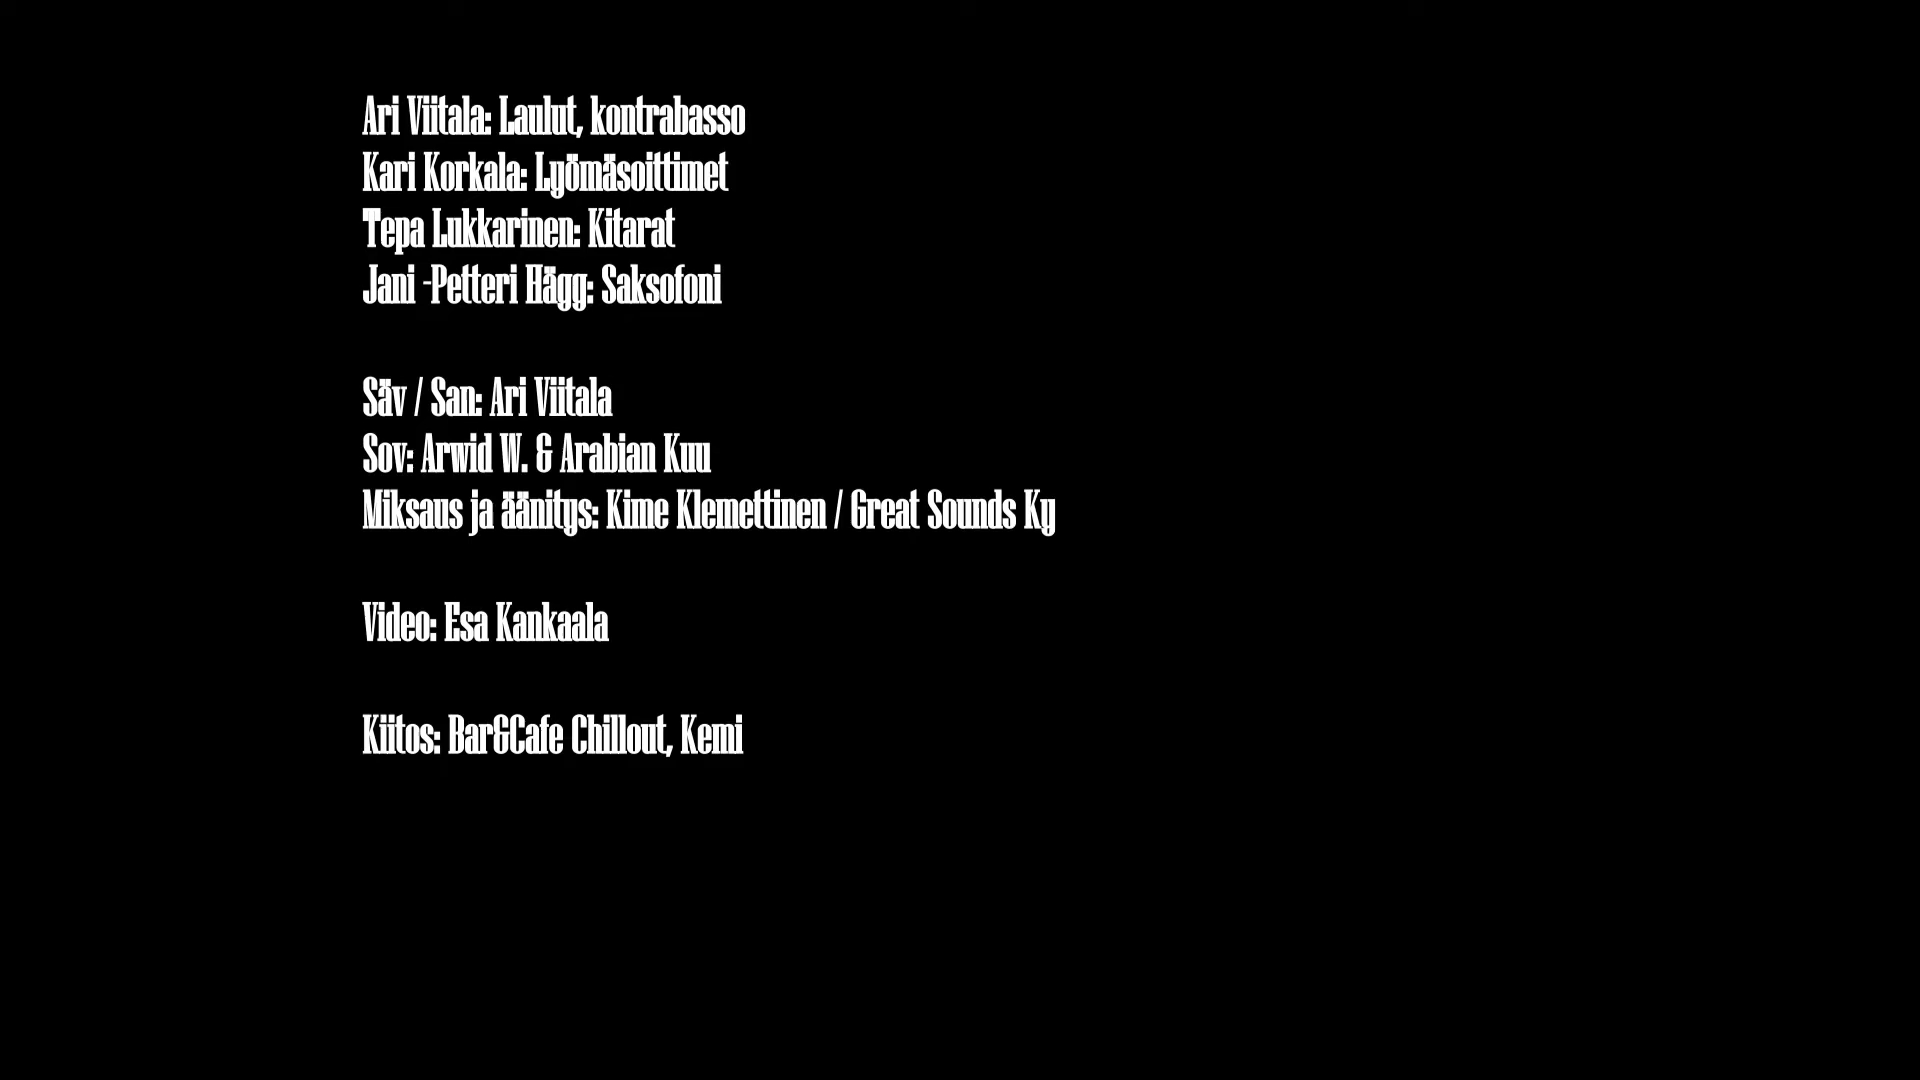 Ari Viitala: Laulut, kontrabasso
Kari Korkala: Lyömäsoittimet
Tepa Lukkarinen: Kitarat
Jani -Petteri Hägg: Saksofoni
Säv / San: Ari Viitala
Sov: Arwid W. & Arabian Kuu
Miksaus ja äänitys: Kime Klemettinen / Great Sounds Ky
Video: Esa Kankaala
Kiitos: Bar&Cafe Chillout, Kemi